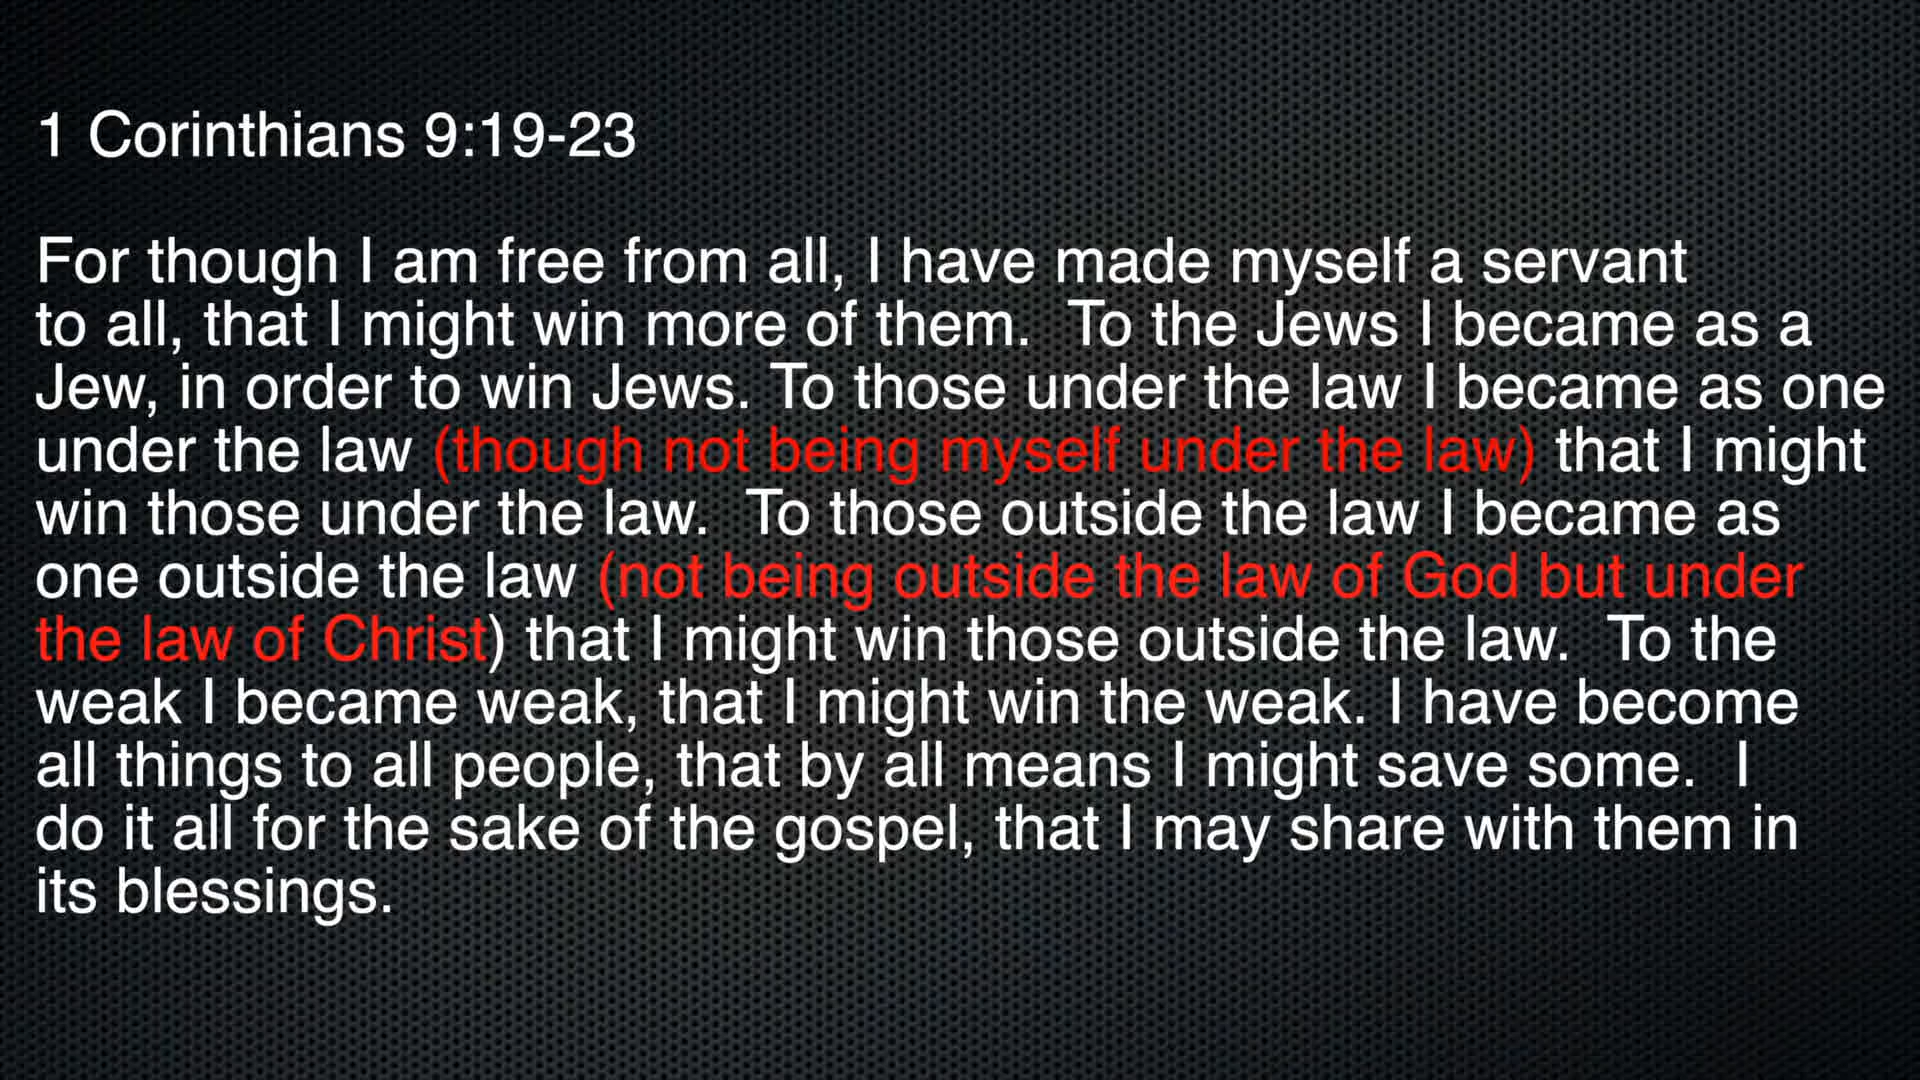 1 Corinthians 9:19-23
For though I am free from all, I have made myself a servant
to all, that I might win more of them.  To the Jews I became as a
Jew, in order to win Jews. To those under the law I became as one
under the law (though not being myself under the law) that I might
win those under the law.  To those outside the law I became as
one outside the law (not being outside the law of God but under
the law of Christ) that I might win those outside the law.  To the
weak I became weak, that I might win the weak. I have become
all things to all people, that by all means I might save some.  I
do it all for the sake of the gospel, that I may share with them in
its blessings.